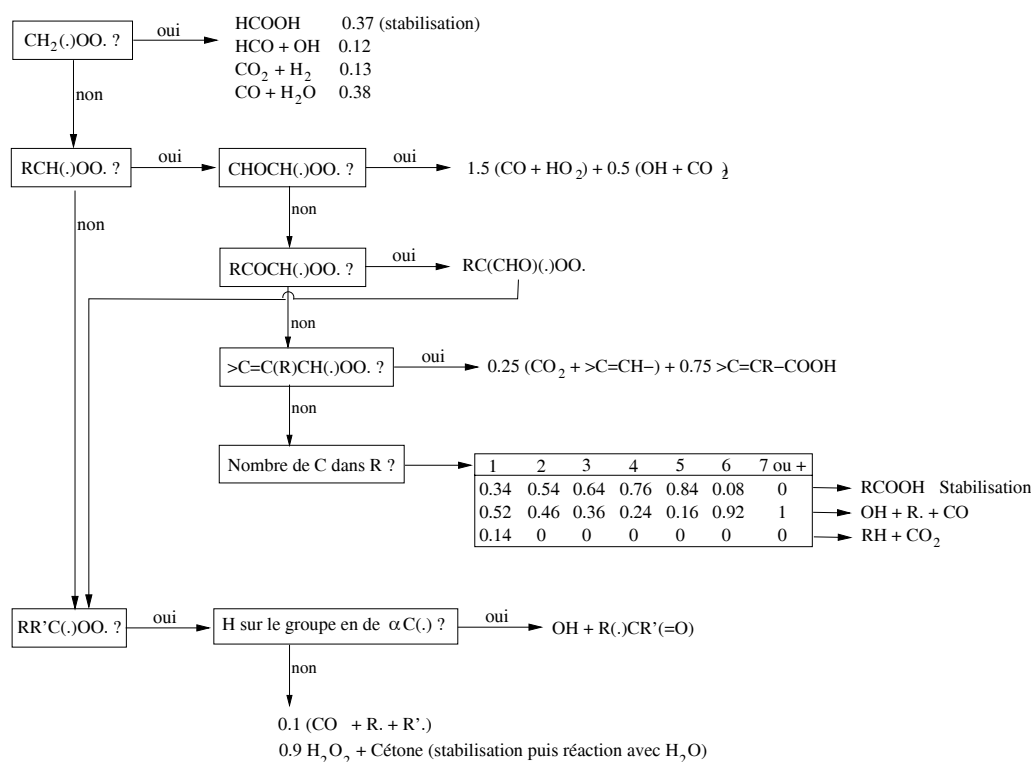 CH2(.)OO. ?
oui
HCOOH 0.37 (stabilisation)
HCO + OH 0.12
CO2 + H2 0.13
CO + H2O 0.38
non
RCH(.)OO. ?
oui
CHOCH(.)OO. ?
oui
1.5 (CO + HO2) + 0.5 (OH + CO2)
non
non
RCOCH(.)OO. ?
oui
RC(CHO)(.)OO.
non
>C=C(R)CH(.)OO. ?
oui
0.25 (CO2 + >C=CH−) + 0.75 >C=CR−COOH
non
Nombre de C dans R ?
1 2 3 4 5 6 7 ou +
0.34 0.54 0.64 0.76 0.84 0.08 0 RCOOH Stabilisation
0.52 0.46 0.36 0.24 0.16 0.92 1 OH + R. + CO
0.14 0 0 0 0 0 0 RH + CO2
RR’C(.)OO. ?
oui
H sur le groupe en de αC(.) ?
oui
OH + R(.)CR’(=O)
non
0.1 (CO + R. + R’.)
0.9 H2O2 + Cétone (stabilisation puis réaction avec H2O)